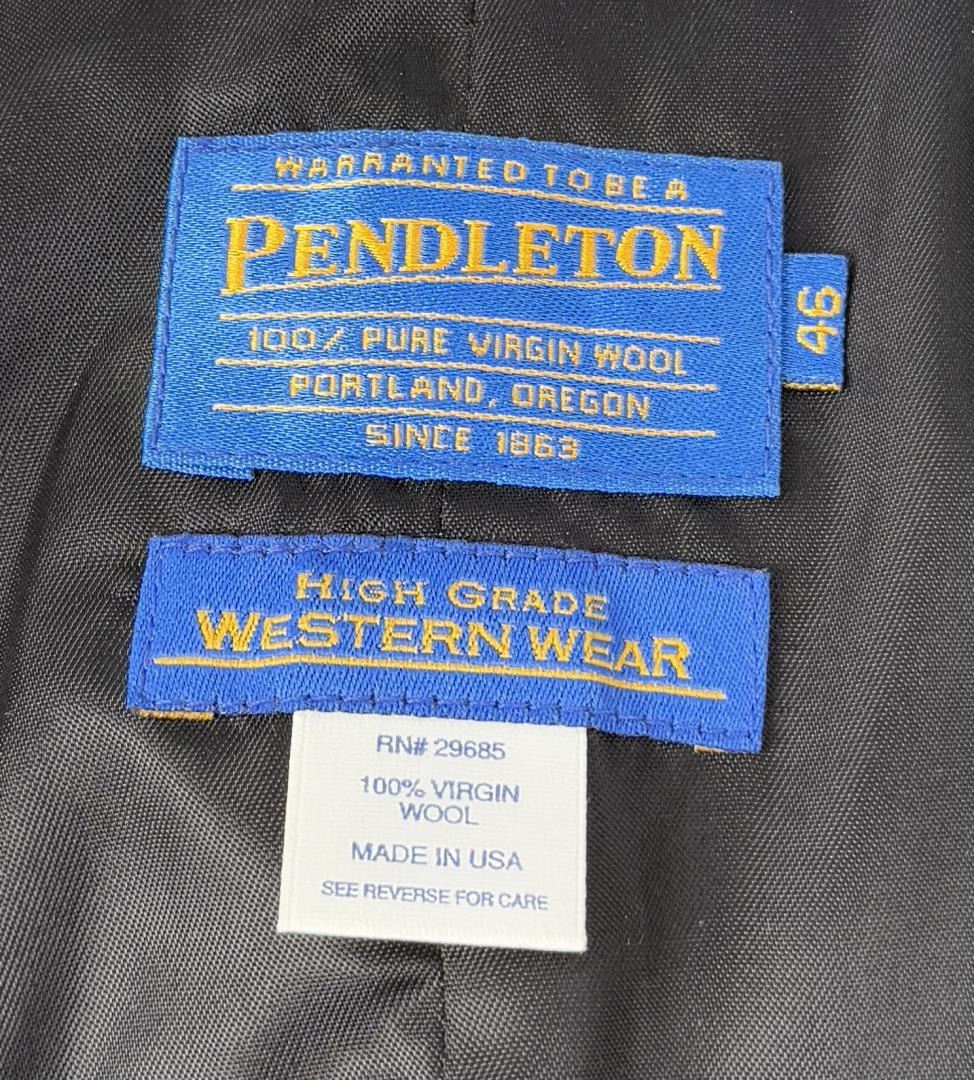 WARRANTED TO BE A
PENDLETON
100% PURE VIRGIN WOOL
PORTLAND, OREGON
SINCE 1863
46
HIGH GRADE
WESTERN WEAR
RN# 29685
100% VIRGIN
WOOL
MADE IN USA
SEE REVERSE FOR CARE